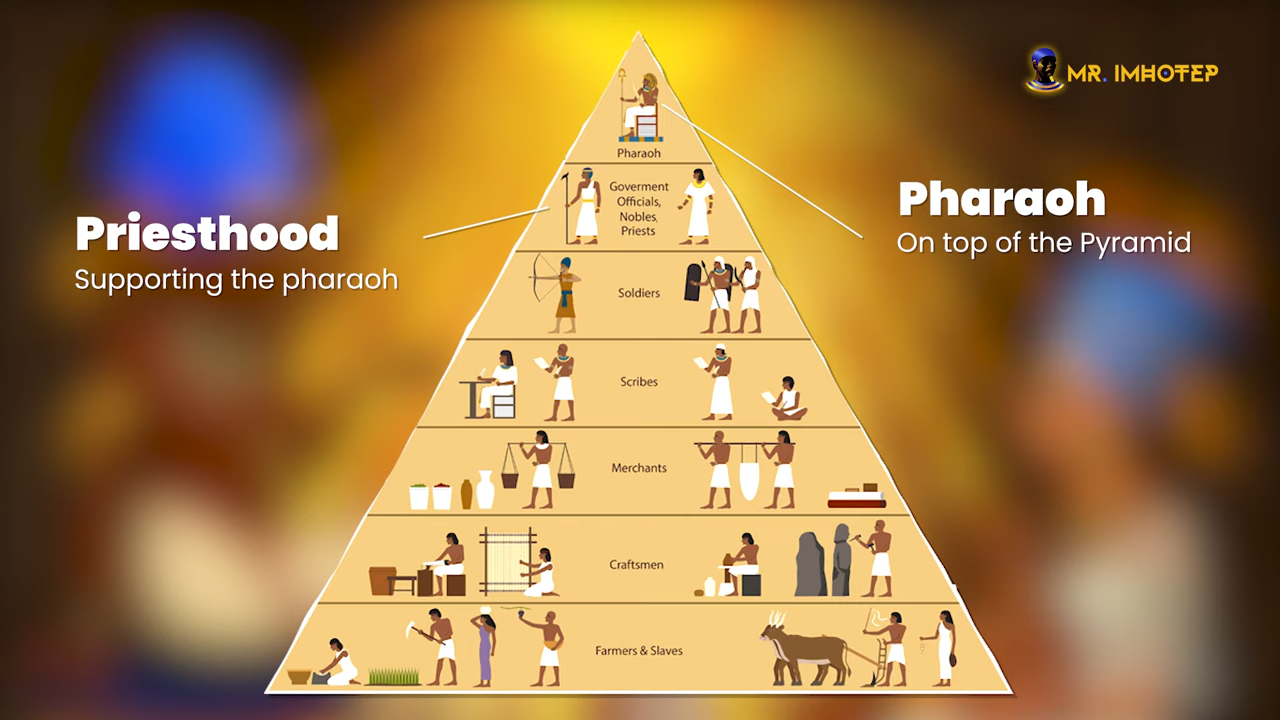 MR. IMHOTEP
Priesthood
Supporting the pharaoh
Pharaoh
On top of the Pyramid
Pharaoh
Goverment
Officials,
Nobles,
Priests
Soldiers
Scribes
Merchants
Craftsmen
Farmers & Slaves